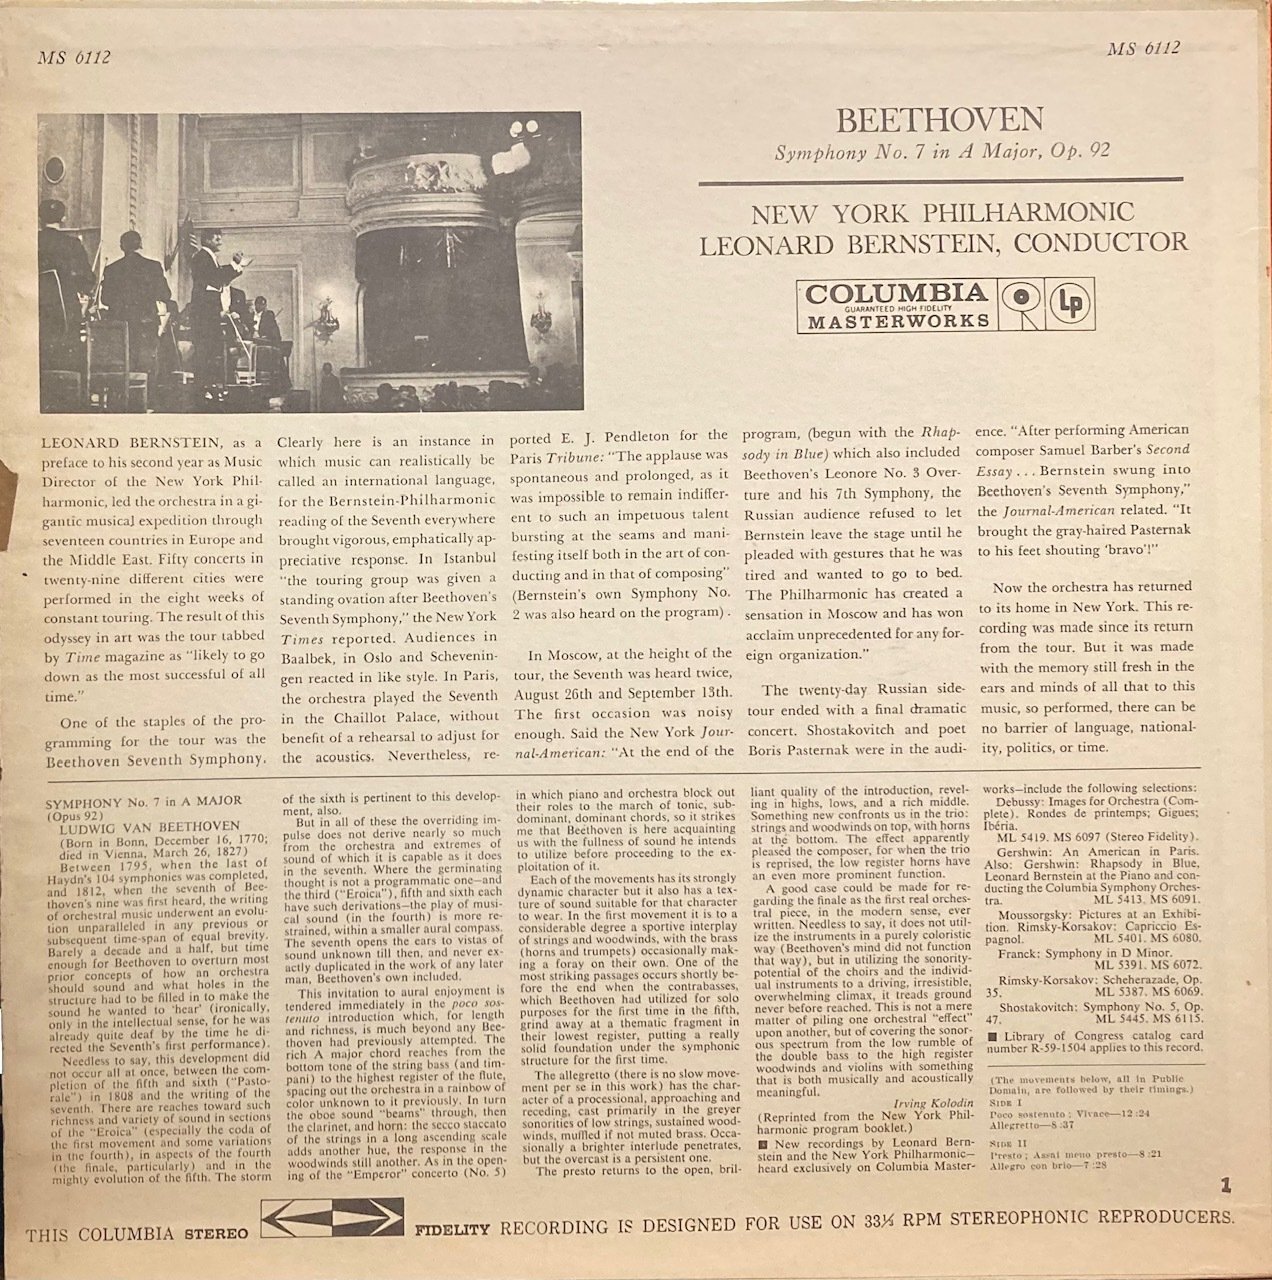 MS 6112
MS 6112
BEETHOVEN
Symphony No. 7 in A Major, Op. 92
NEW YORK PHILHARMONIC
LEONARD BERNSTEIN, CONDUCTOR
COLUMBIA
GUARANTEED HIGH FIDELITY
MASTERWORKS
Lp
LEONARD BERNSTEIN, as a
preface to his second year as Music
Director of the New York Phil-
harmonic, led the orchestra in a gi-
gantic musical expedition through
seventeen countries in Europe and
the Middle East. Fifty concerts in
twenty-nine different cities were
performed in the eight weeks of
constant touring. The result of this
odyssey in art was the tour tabbed
by Time magazine as “likely to go
down as the most successful of all
time.”
One of the staples of the pro-
gramming for the tour was the
Beethoven Seventh Symphony.
Clearly here is an instance in
which music can realistically be
called an international language,
for the Bernstein-Philharmonic
reading of the Seventh everywhere
brought vigorous, emphatically ap-
preciative response. In Istanbul
“the touring group was given a
standing ovation after Beethoven’s
Seventh Symphony,” the New York
Times reported. Audiences in
Baalbek, in Oslo and Schevenin-
gen reacted in like style. In Paris,
the orchestra played the Seventh
in the Chaillot Palace, without
benefit of a rehearsal to adjust for
the acoustics. Nevertheless, re-
ported E. J. Pendleton for the
Paris Tribune: “The applause was
spontaneous and prolonged, as it
was impossible to remain indiffer-
ent to such an impetuous talent
bursting at the seams and mani-
festing itself both in the art of con-
ducting and in that of composing”
(Bernstein’s own Symphony No.
2 was also heard on the program).
In Moscow, at the height of the
tour, the Seventh was heard twice,
August 26th and September 13th.
The first occasion was noisy
enough. Said the New York Jour-
nal-American: “At the end of the
program, (begun with the Rhap-
sody in Blue) which also included
Beethoven’s Leonore No. 3 Over-
ture and his 7th Symphony, the
Russian audience refused to let
Bernstein leave the stage until he
pleaded with gestures that he was
tired and wanted to go to bed.
The Philharmonic has created a
sensation in Moscow and has won
acclaim unprecedented for any for-
eign organization.”
The twenty-day Russian side-
tour ended with a final dramatic
concert. Shostakovitch and poet
Boris Pasternak were in the audi-
ence. “After performing American
composer Samuel Barber’s Second
Essay . . . Bernstein swung into
Beethoven’s Seventh Symphony,”
the Journal-American related. “It
brought the gray-haired Pasternak
to his feet shouting ‘bravo’!”
Now the orchestra has returned
to its home in New York. This re-
cording was made since its return
from the tour. But it was made
with the memory still fresh in the
ears and minds of all that to this
music, so performed, there can be
no barrier of language, national-
ity, politics, or time.
SYMPHONY No. 7 in A MAJOR
(Opus 92)
LUDWIG VAN BEETHOVEN
(Born in Bonn, December 16, 1770;
died in Vienna, March 26, 1827)
Between 1795, when the last of
Haydn’s 104 symphonies was completed,
and 1812, when the seventh of Bee-
thoven’s nine was first heard, the writing
of orchestral music underwent an evolu-
tion unparalleled in any previous or
subsequent time-span of equal brevity.
Barely a decade and a half, but time
enough for Beethoven to overturn most
prior concepts of how an orchestra
should sound and what holes in the
structure had to be filled in to make the
sound he wanted to ‘hear’ (ironically,
only in the intellectual sense, for he was
already quite deaf by the time he di-
rected the Seventh’s first performance).
Needless to say, this development did
not occur all at once, between the com-
pletion of the fifth and sixth (“Pasto-
rale”) in 1808 and the writing of the
seventh. There are reaches toward such
richness and variety of sound in sections
of the “Eroica” (especially the coda of
the first movement and some variations
in the fourth), in aspects of the fourth
(the finale, particularly) and in the
mighty evolution of the fifth. The storm
of the sixth is pertinent to this develop-
ment, also.
But in all of these the overriding im-
pulse does not derive nearly so much
from the orchestra and extremes of
sound of which it is capable as it does
in the seventh. Where the germinating
thought is not a programmatic one—and
the third (“Eroica”), fifth and sixth each
have such derivations—the play of musi-
cal sound (in the fourth) is more re-
strained, within a smaller aural compass.
The seventh opens the ears to vistas of
sound unknown till then, and never ex-
actly duplicated in the work of any later
man, Beethoven’s own included.
This invitation to aural enjoyment is
tendered immediately in the poco sos-
tenuto introduction which, for length
and richness, is much beyond any Bee-
thoven had previously attempted. The
rich A major chord reaches from the
bottom tone of the string bass (and tim-
pani) to the highest register of the flute,
spacing out the orchestra in a rainbow of
color unknown to it previously. In turn
the oboe sound “beams” through, then
the clarinet, and horn: the secco staccato
of the strings in a long ascending scale
adds another hue, the response in the
woodwinds still another. As in the open-
ing of the “Emperor” concerto (No. 5)
in which piano and orchestra block out
their roles to the march of tonic, sub-
dominant, dominant chords, so it strikes
me that Beethoven is here acquainting
us with the fullness of sound he intends
to utilize before proceeding to the ex-
ploitation of it.
Each of the movements has its strongly
dynamic character but it also has a tex-
ture of sound suitable for that character
to wear. In the first movement it is to a
considerable degree a sportive interplay
of strings and woodwinds, with the brass
(horns and trumpets) occasionally mak-
ing a foray on their own. One of the
most striking passages occurs shortly be-
fore the end when the contrabasses,
which Beethoven had utilized for solo
purposes for the first time in the fifth,
grind away at a thematic fragment in
their lowest register, putting a really
solid foundation under the symphonic
structure for the first time.
The allegretto (there is no slow move-
ment per se in this work) has the char-
acter of a processional, approaching and
receding, cast primarily in the greyer
sonorities of low strings, sustained wood-
winds, muffled if not muted brass. Occa-
sionally a brighter interlude penetrates,
but the overcast is a persistent one.
The presto returns to the open, bril-
liant quality of the introduction, revel-
ing in highs, lows, and a rich middle.
Something new confronts us in the trio:
strings and woodwinds on top, with horns
at the bottom. The effect apparently
pleased the composer, for when the trio
is reprised, the low register horns have
an even more prominent function.
A good case could be made for re-
garding the finale as the first real orches-
tral piece, in the modern sense, ever
written. Needless to say, it does not util-
ize the instruments in a purely coloristic
way (Beethoven’s mind did not function
that way), but in utilizing the sonority-
potential of the choirs and the individ-
ual instruments to a driving, irresistible,
overwhelming climax, it treads ground
never before reached. This is not a mere
matter of piling one orchestral “effect”
upon another, but of covering the sonor-
ous spectrum from the low rumble of
the double bass to the high register
woodwinds and violins with something
that is both musically and acoustically
meaningful.
Irving Kolodin
(Reprinted from the New York Phil-
harmonic program booklet.)
■ New recordings by Leonard Bern-
stein and the New York Philharmonic—
heard exclusively on Columbia Master-
works—include the following selections:
Debussy: Images for Orchestra (Com-
plete). Rondes de printemps; Gigues;
Ibéria.
ML 5419. MS 6097 (Stereo Fidelity).
Gershwin: An American in Paris.
Also: Gershwin: Rhapsody in Blue,
Leonard Bernstein at the Piano and con-
ducting the Columbia Symphony Orches-
tra. ML 5413. MS 6091.
Moussorgsky: Pictures at an Exhibi-
tion. Rimsky-Korsakov: Capriccio Es-
pagnol. ML 5401. MS 6080.
Franck: Symphony in D Minor.
ML 5391. MS 6072.
Rimsky-Korsakov: Scheherazade, Op.
35. ML 5387. MS 6069.
Shostakovitch: Symphony No. 5, Op.
47. ML 5445. MS 6115.
■ Library of Congress catalog card
number R-59-1504 applies to this record.
(The movements below, all in Public
Domain, are followed by their timings.)
SIDE I
Poco sostenuto; Vivace—12:24
Allegretto—8:37
SIDE II
Presto; Assai meno presto—8:21
Allegro con brio—7:28
1
THIS COLUMBIA STEREO FIDELITY RECORDING IS DESIGNED FOR USE ON 33⅓ RPM STEREOPHONIC REPRODUCERS.